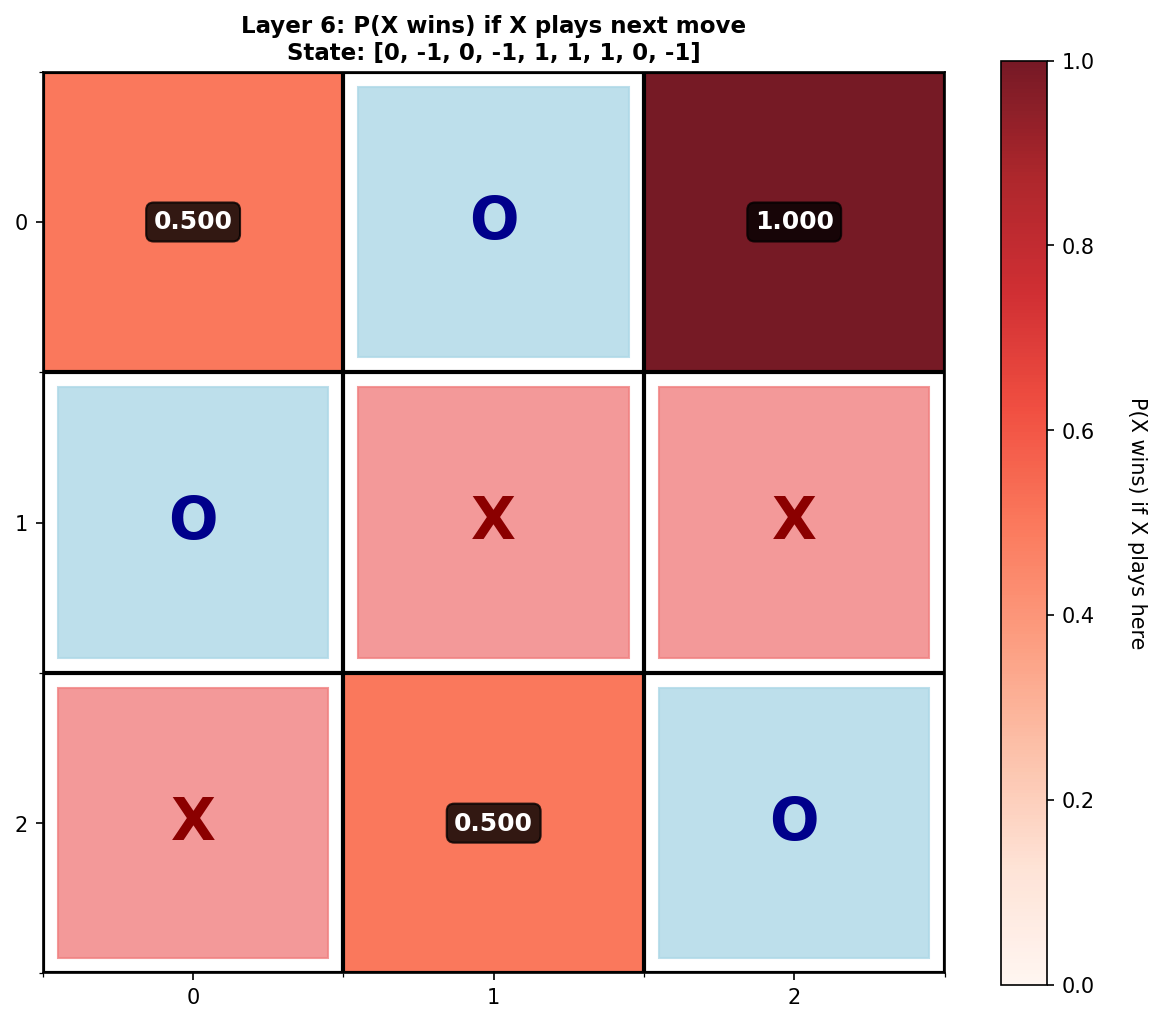 Layer 6: P(X wins) if X plays next move
State: [0, -1, 0, -1, 1, 1, 1, 0, -1]
0.500
O
1.000
O
X
X
X
0.500
O
0
1
2
0
1
2
1.0
0.8
0.6
0.4
0.2
0.0
P(X wins) if X plays here